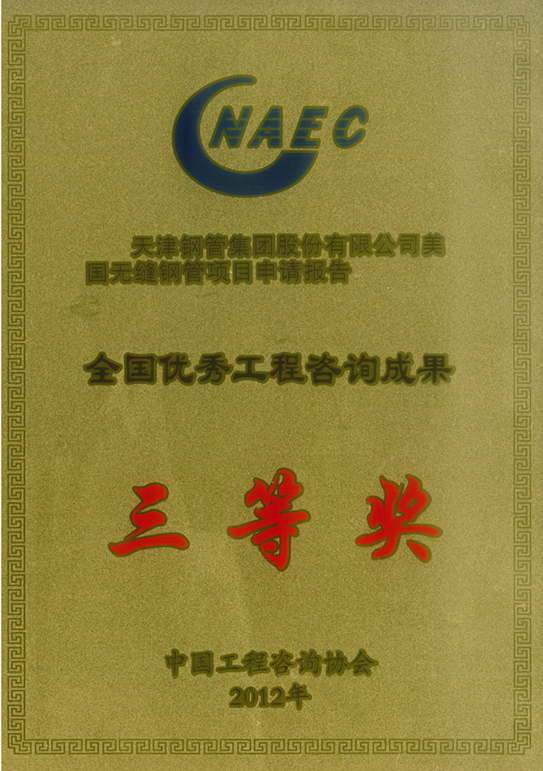 CNAEC
天津钢管集团股份有限公司美
国无缝钢管项目申请报告
全国优秀工程咨询成果
三等奖
中国工程咨询协会
2012年